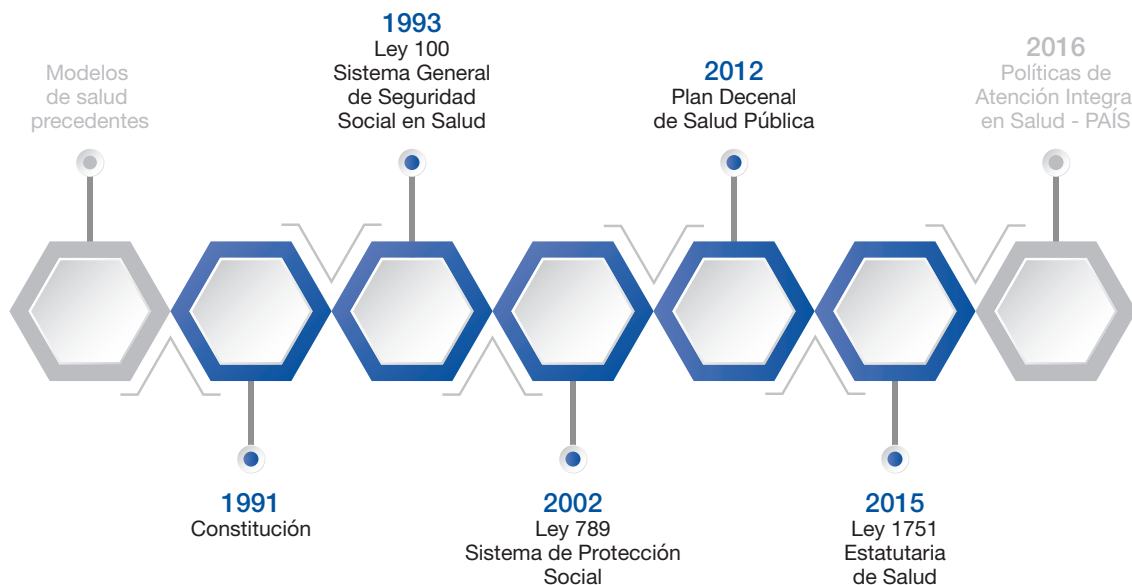 Modelos
de salud
precedentes
1991
Constitución
1993
Ley 100
Sistema General
de Seguridad
Social en Salud
2002
Ley 789
Sistema de Protección
Social
2012
Plan Decenal
de Salud Pública
2015
Ley 1751
Estatutaria
de Salud
2016
Políticas de
Atención Integra
en Salud - PAÍS